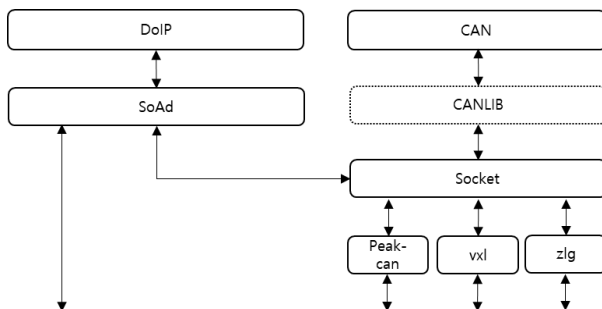 DoIP
CAN
SoAd
CANLIB
Socket
Peak-
can
vxl
zlg